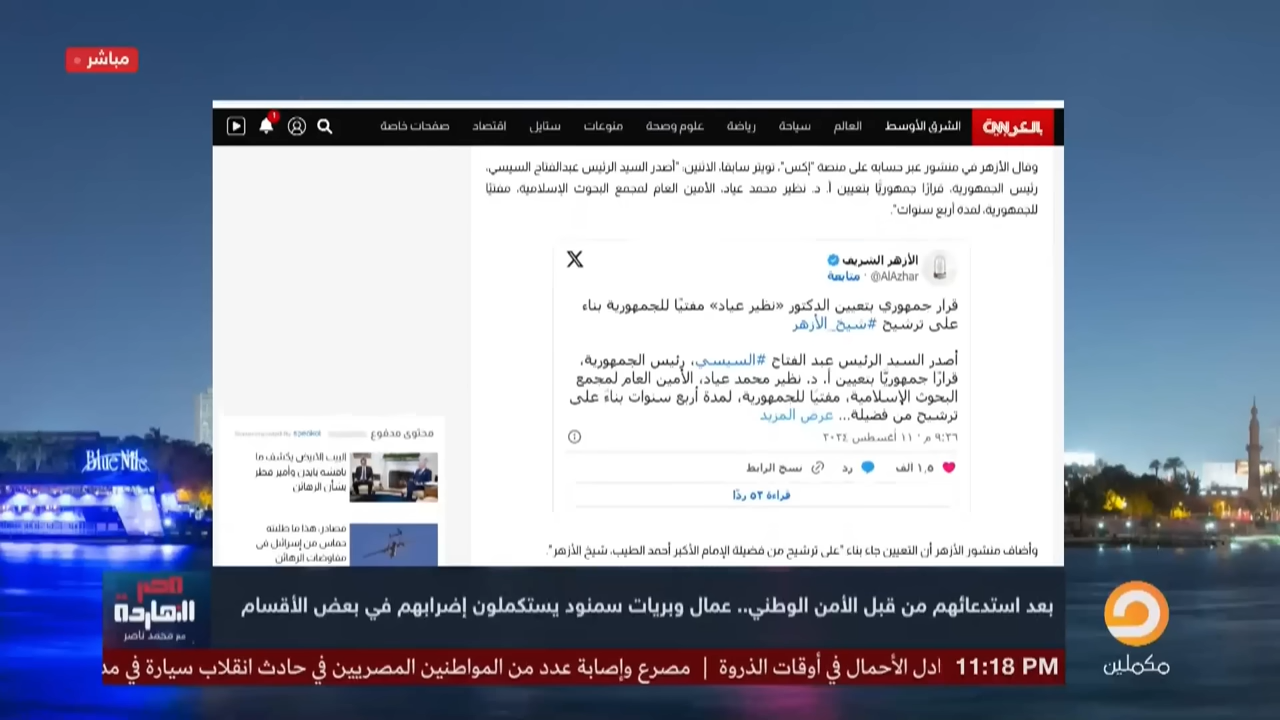 مباشر
CNN بالعربية
الشرق الأوسط
العالم
سياحة
رياضة
علوم وصحة
منوعات
ستايل
اقتصاد
صفحات خاصة
1
وقال الأزهر في منشور عبر حسابه على منصة "إكس"، تويتر سابقا، الاثنين: "أصدر السيد الرئيس عبدالفتاح السيسي،
رئيس الجمهورية، قرارًا جمهوريًا بتعيين أ. د. نظير محمد عياد، الأمين العام لمجمع البحوث الإسلامية، مفتيًا
للجمهورية، لمدة أربع سنوات".
الأزهر الشريف
@AlAzhar · متابعة
قرار جمهوري بتعيين الدكتور «نظير عياد» مفتيًا للجمهورية بناء
على ترشيح #شيخ_الأزهر
أصدر السيد الرئيس عبد الفتاح #السيسي، رئيس الجمهورية،
قرارًا جمهوريًّا بتعيين أ. د. نظير محمد عياد، الأمين العام لمجمع
البحوث الإسلامية، مفتيًا للجمهورية، لمدة أربع سنوات بناءً على
ترشيح من فضيلة... عرض المزيد
٩:٢٦ م · ١١ أغسطس ٢٠٢٤
١,٥ ألف
رد
نسخ الرابط
قراءة ٥٣ ردًا
وأضاف منشور الأزهر أن التعيين جاء بناء "على ترشيح من فضيلة الإمام الأكبر أحمد الطيب، شيخ الأزهر".
محتوى مدفوع
البيت الأبيض يكشف ما
ناقشه بايدن وأمير قطر
بشأن الرهائن
مصادر: هذا ما طلبته
حماس من إسرائيل في
مفاوضات الرهائن
Blue Nile
مصر
النهاردة
مع محمد ناصر
بعد استدعائهم من قبل الأمن الوطني.. عمال وبريات سمنود يستكملون إضرابهم في بعض الأقسام
مكملين
11:18 PM
ادل الأحمال في أوقات الذروة | مصرع وإصابة عدد من المواطنين المصريين في حادث انقلاب سيارة في مد